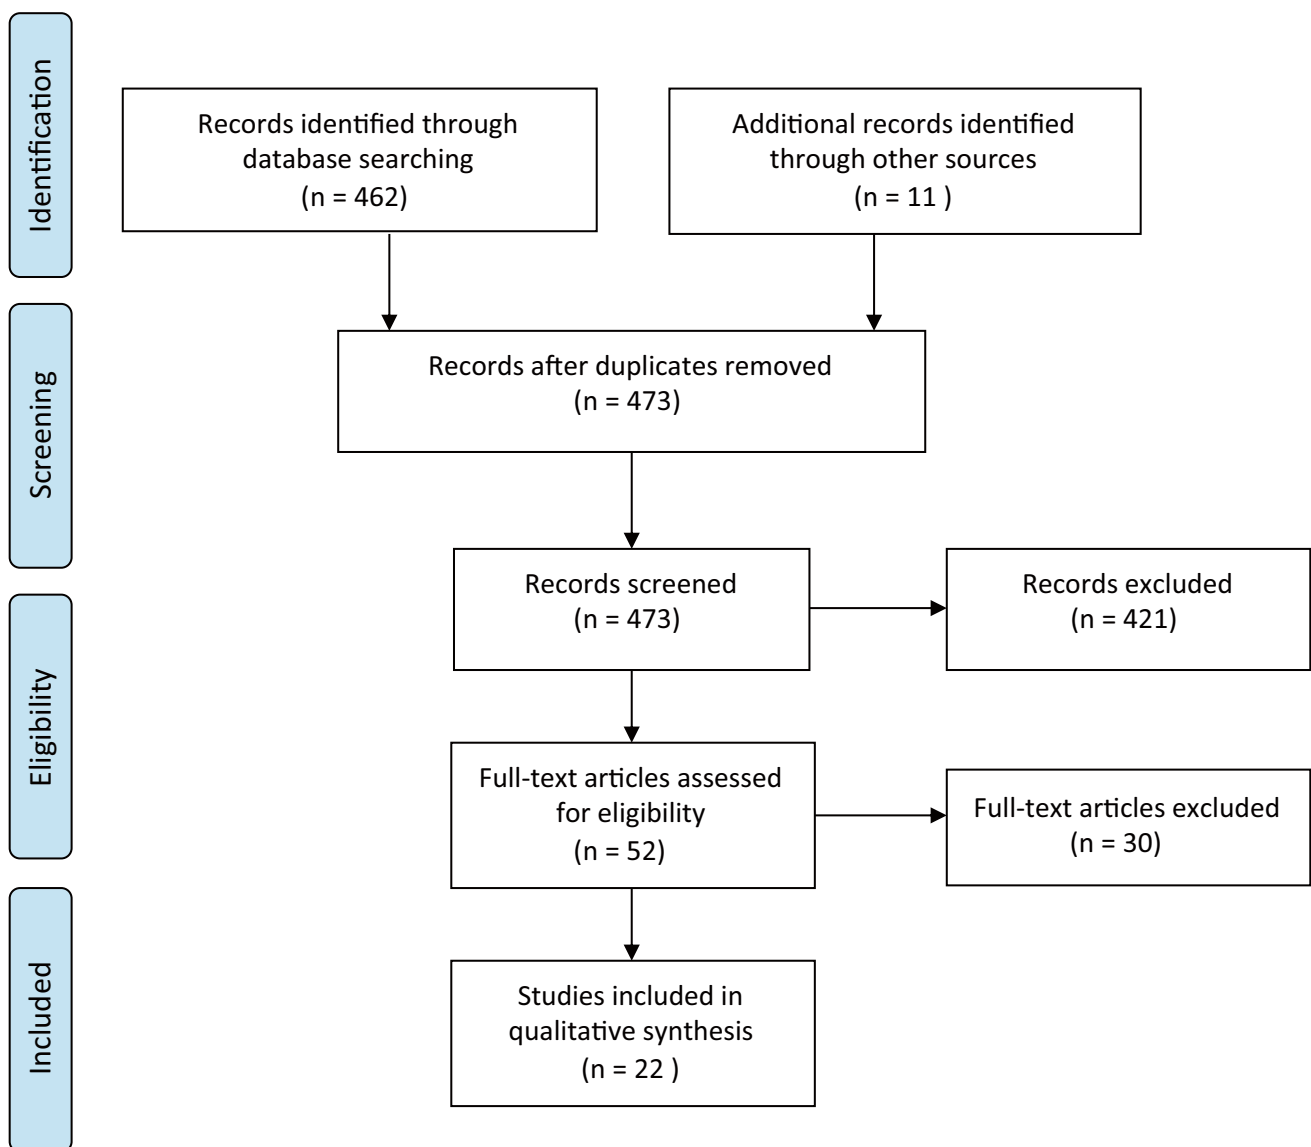 Identification
Records identified through
database searching
(n = 462)
Additional records identified
through other sources
(n = 11 )
Screening
Records after duplicates removed
(n = 473)
Records screened
(n = 473)
Records excluded
(n = 421)
Eligibility
Full-text articles assessed
for eligibility
(n = 52)
Full-text articles excluded
(n = 30)
Included
Studies included in
qualitative synthesis
(n = 22 )